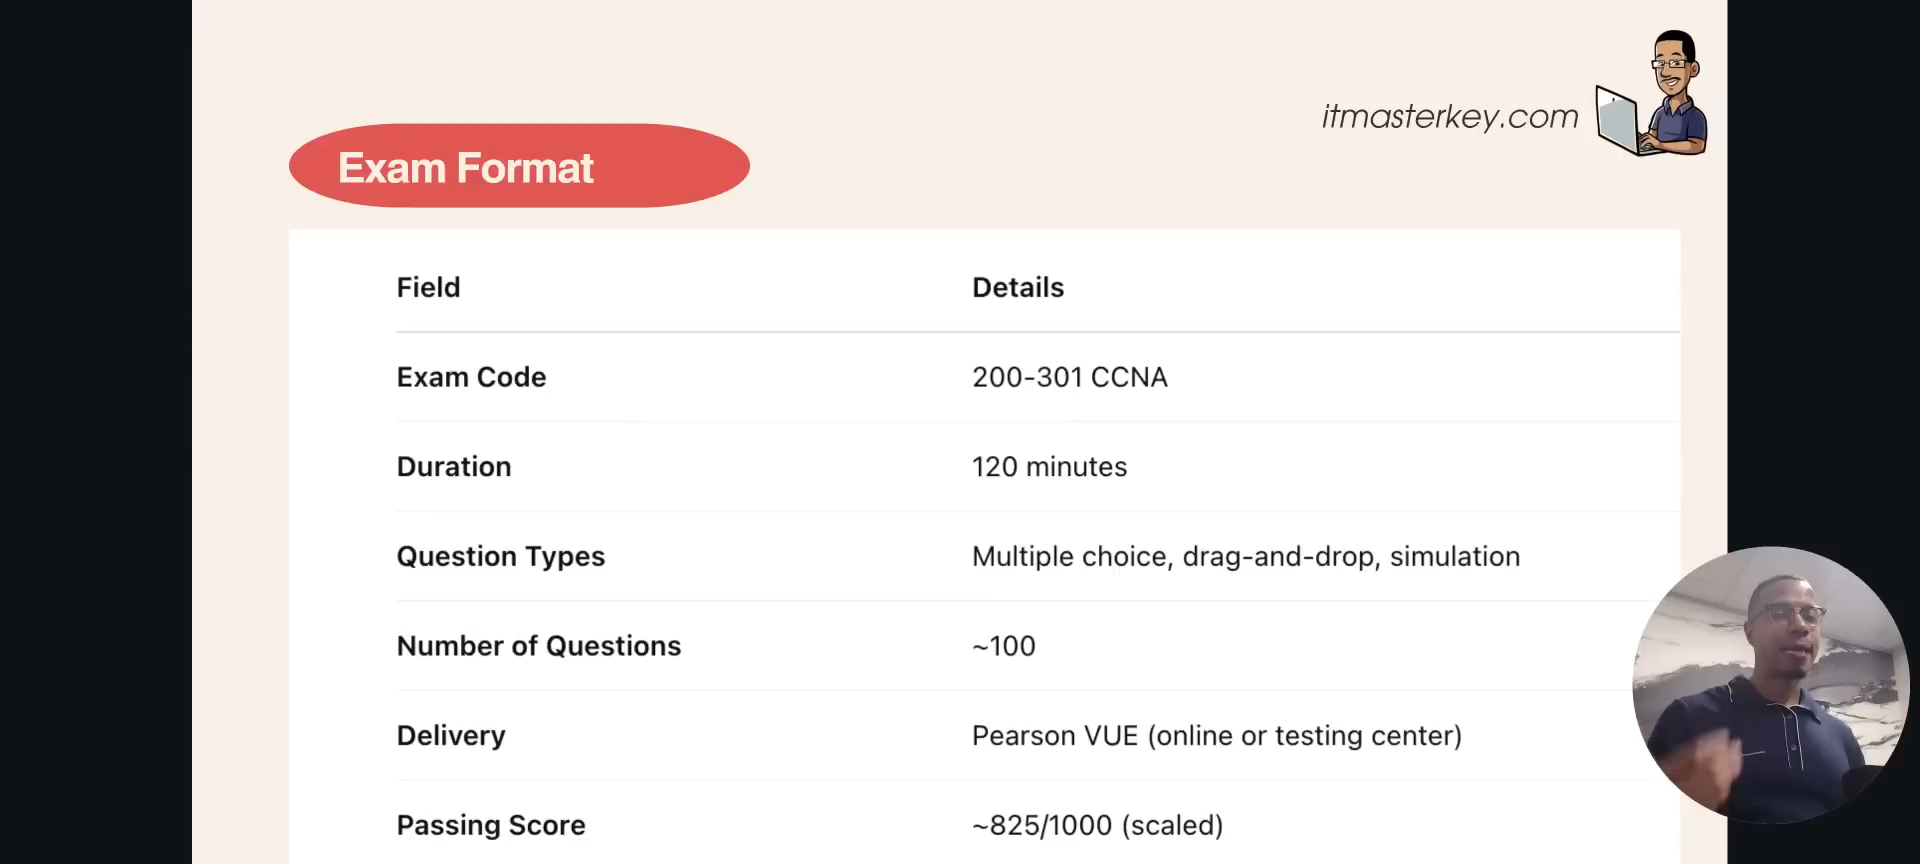 itmasterkey.com
Exam Format
Field Details
Exam Code 200-301 CCNA
Duration 120 minutes
Question Types Multiple choice, drag-and-drop, simulation
Number of Questions ~100
Delivery Pearson VUE (online or testing center)
Passing Score ~825/1000 (scaled)